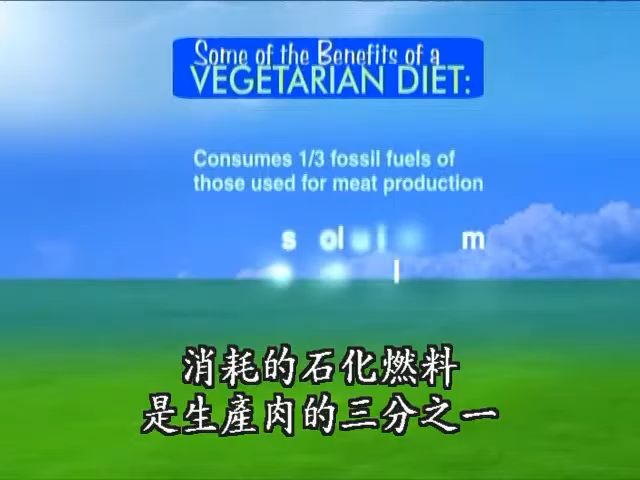 Some of the Benefits of a
VEGETARIAN DIET:
Consumes 1/3 fossil fuels of
those used for meat production
消耗的石化燃料
是生產肉的三分之一